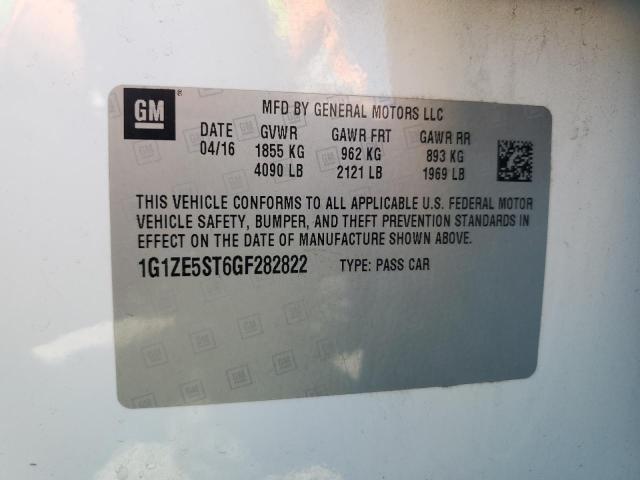 GM
MFD BY GENERAL MOTORS LLC
DATE GVWR GAWR FRT GAWR RR
04/16 1855 KG 962 KG 893 KG
4090 LB 2121 LB 1969 LB
THIS VEHICLE CONFORMS TO ALL APPLICABLE U.S. FEDERAL MOTOR
VEHICLE SAFETY, BUMPER, AND THEFT PREVENTION STANDARDS IN
EFFECT ON THE DATE OF MANUFACTURE SHOWN ABOVE.
1G1ZE5ST6GF282822 TYPE: PASS CAR